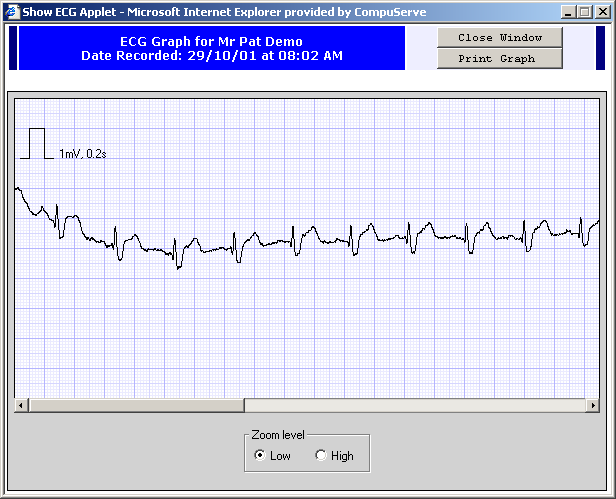 Show ECG Applet - Microsoft Internet Explorer provided by CompuServe
ECG Graph for Mr Pat Demo
Date Recorded: 29/10/01 at 08:02 AM
Close Window
Print Graph
1mV, 0.2s
Zoom level
Low
High